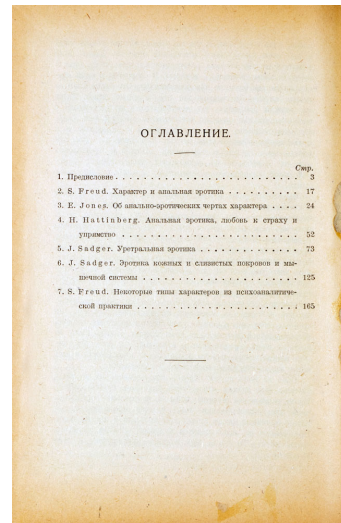 ОГЛАВЛЕНИЕ.
Стр.
1. Предисловие . . . . . . . . . . . . . . . . . . . . . . . . 3
2. S. Freud. Характер и анальная эротика . . . . . . . . . 17
3. E. Jones. Об анально-эротических чертах характера . . . . 24
4. H. Hattinberg. Анальная эротика, любовь к страху и
упрямство . . . . . . . . . . . . . . . . . . . . . . . 52
5. J. Sadger. Уретральная эротика . . . . . . . . . . . . . 73
6. J. Sadger. Эротика кожных и слизистых покровов и мы-
шечной системы . . . . . . . . . . . . . . . . . . . . 125
7. S. Freud. Некоторые типы характеров из психоаналитиче-
ской практики . . . . . . . . . . . . . . . . . . . . . 165